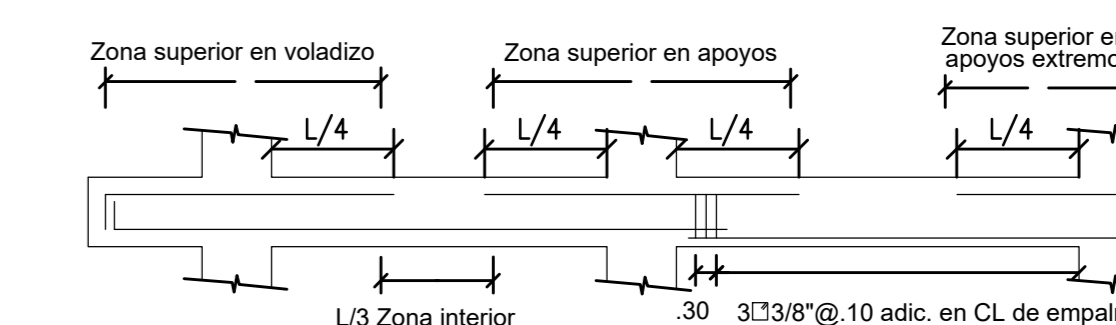 Zona superior en voladizo
Zona superior en apoyos
Zona superior en
apoyos extremo
L/4
L/4
L/4
L/4
L/3 Zona interior
.30
3 3/8"@.10 adic. en CL de